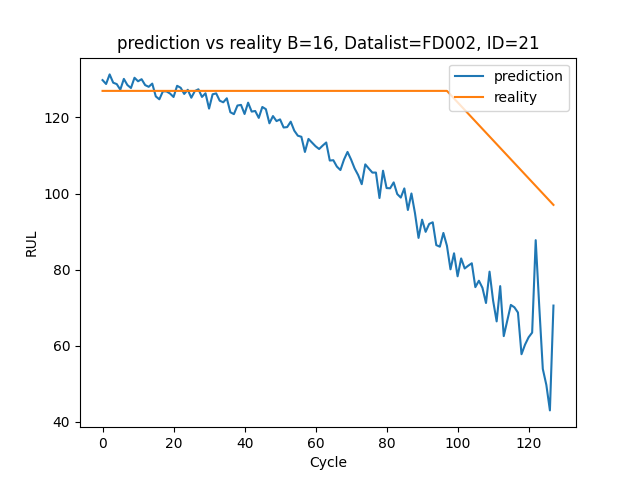 prediction vs reality B=16, Datalist=FD002, ID=21
prediction
reality
120
100
80
60
40
RUL
0 20 40 60 80 100 120
Cycle